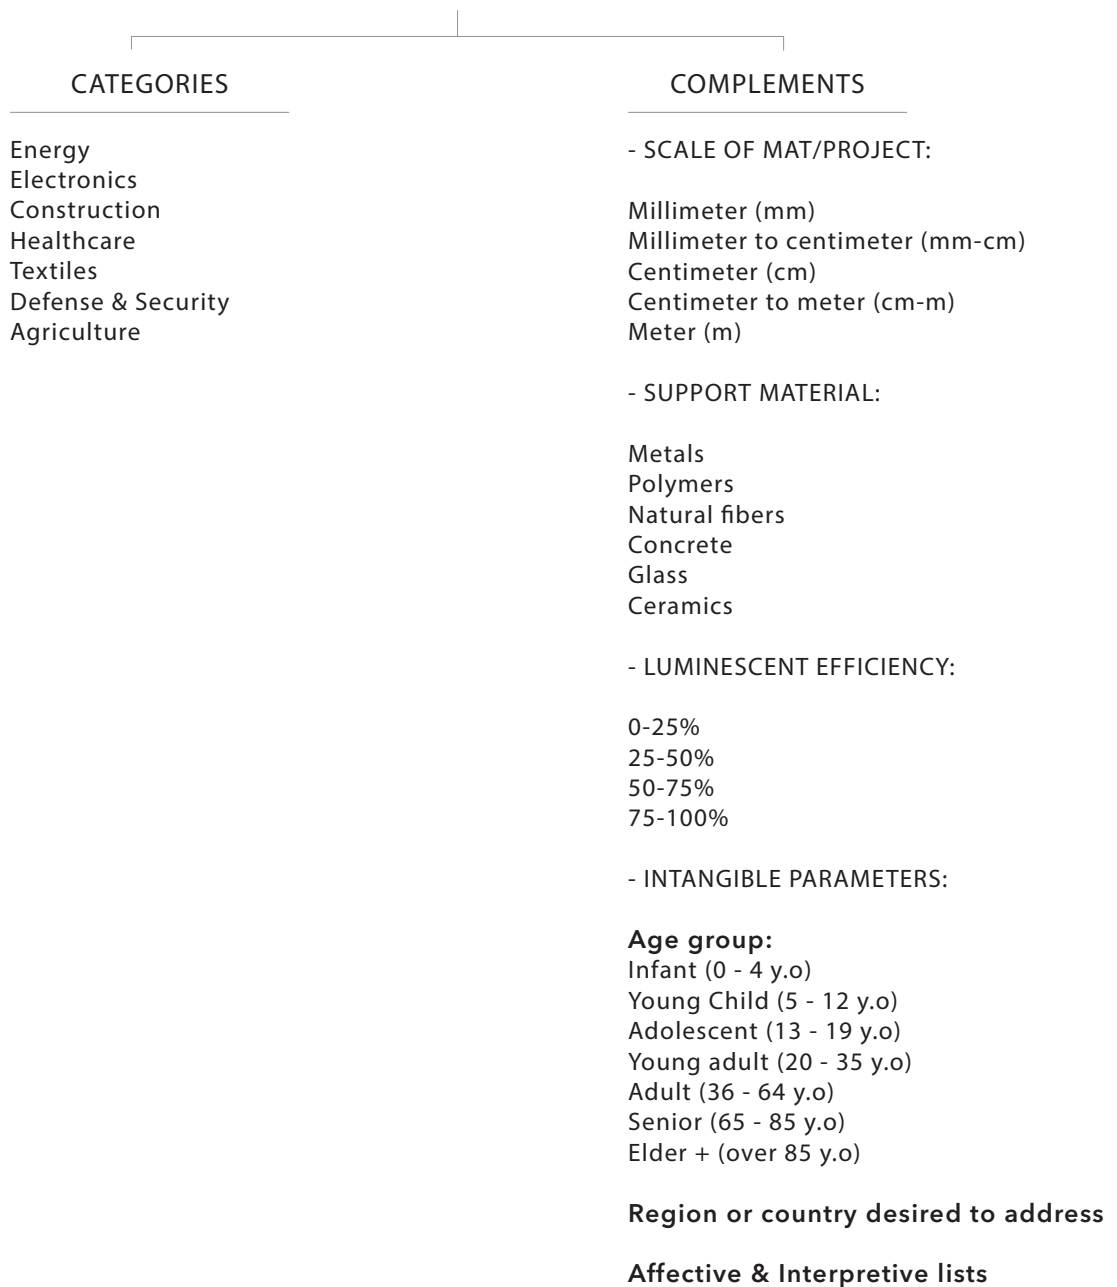 CATEGORIES
Energy
Electronics
Construction
Healthcare
Textiles
Defense & Security
Agriculture
COMPLEMENTS
- SCALE OF MAT/PROJECT:
Millimeter (mm)
Millimeter to centimeter (mm-cm)
Centimeter (cm)
Centimeter to meter (cm-m)
Meter (m)
- SUPPORT MATERIAL:
Metals
Polymers
Natural fibers
Concrete
Glass
Ceramics
- LUMINESCENT EFFICIENCY:
0-25%
25-50%
50-75%
75-100%
- INTANGIBLE PARAMETERS:
Age group:
Infant (0 - 4 y.o)
Young Child (5 - 12 y.o)
Adolescent (13 - 19 y.o)
Young adult (20 - 35 y.o)
Adult (36 - 64 y.o)
Senior (65 - 85 y.o)
Elder + (over 85 y.o)
Region or country desired to address
Affective & Interpretive lists